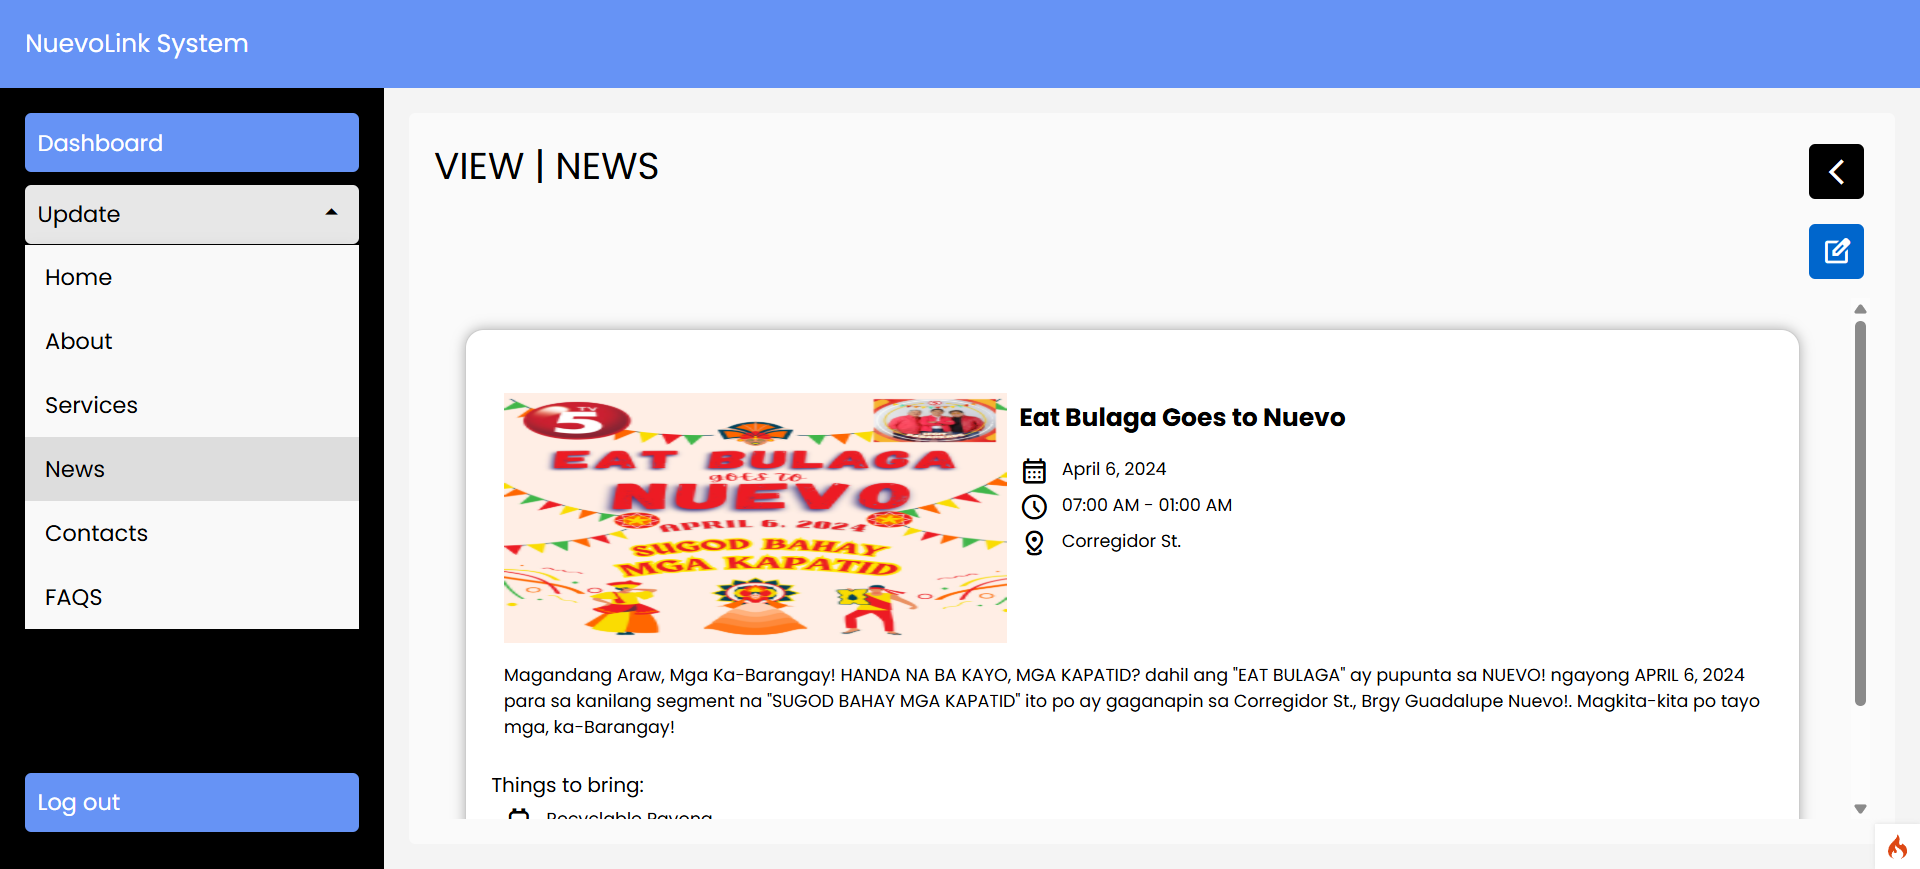 NuevoLink System
Dashboard
Update
Home
About
Services
News
Contacts
FAQS
Log out
VIEW | NEWS
TV
5
EAT BULAGA
goes to
NUEVO
APRIL 6. 2024
SUGOD BAHAY
MGA KAPATID
Eat Bulaga Goes to Nuevo
April 6, 2024
07:00 AM - 01:00 AM
Corregidor St.
Magandang Araw, Mga Ka-Barangay! HANDA NA BA KAYO, MGA KAPATID? dahil ang "EAT BULAGA" ay pupunta sa NUEVO! ngayong APRIL 6, 2024
para sa kanilang segment na "SUGOD BAHAY MGA KAPATID" ito po ay gaganapin sa Corregidor St., Brgy Guadalupe Nuevo!. Magkita-kita po tayo
mga, ka-Barangay!
Things to bring:
Recyclable Payong